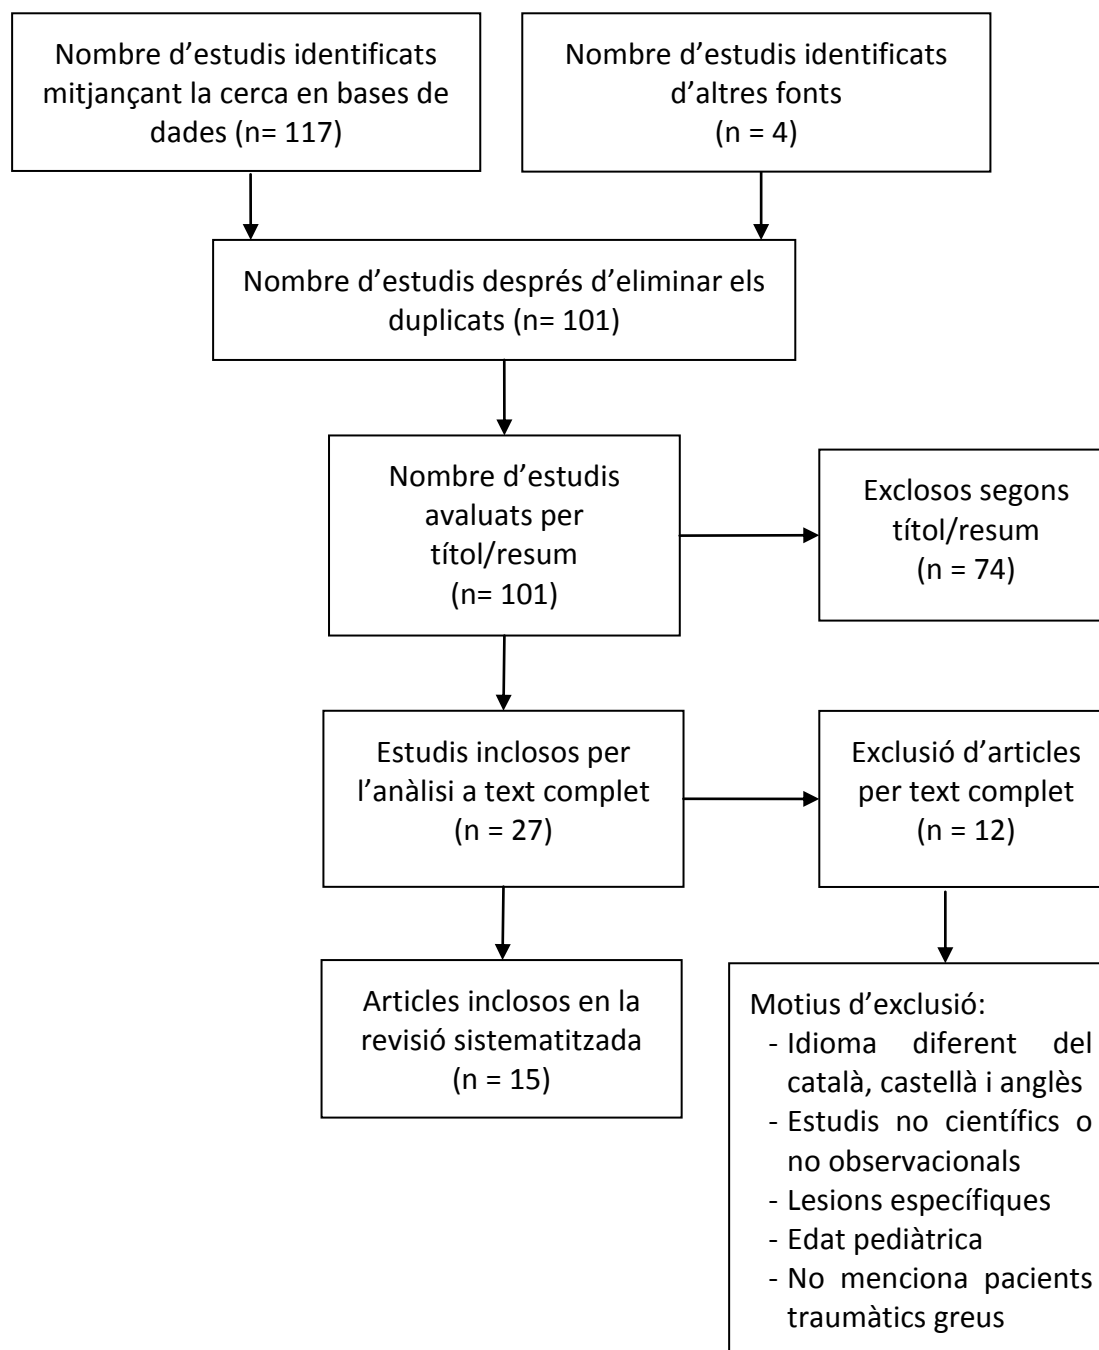 Nombre d’estudis identificats
mitjançant la cerca en bases de
dades (n= 117)
Nombre d’estudis identificats
d’altres fonts
(n = 4)
Nombre d’estudis després d’eliminar els
duplicats (n= 101)
Nombre d’estudis
avaluats per
títol/resum
(n= 101)
Exclosos segons
títol/resum
(n = 74)
Estudis inclosos per
l’anàlisi a text complet
(n = 27)
Exclusió d’articles
per text complet
(n = 12)
Articles inclosos en la
revisió sistematitzada
(n = 15)
Motius d’exclusió:
- Idioma diferent del
català, castellà i anglès
- Estudis no científics o
no observacionals
- Lesions específiques
- Edat pediàtrica
- No menciona pacients
traumàtics greus